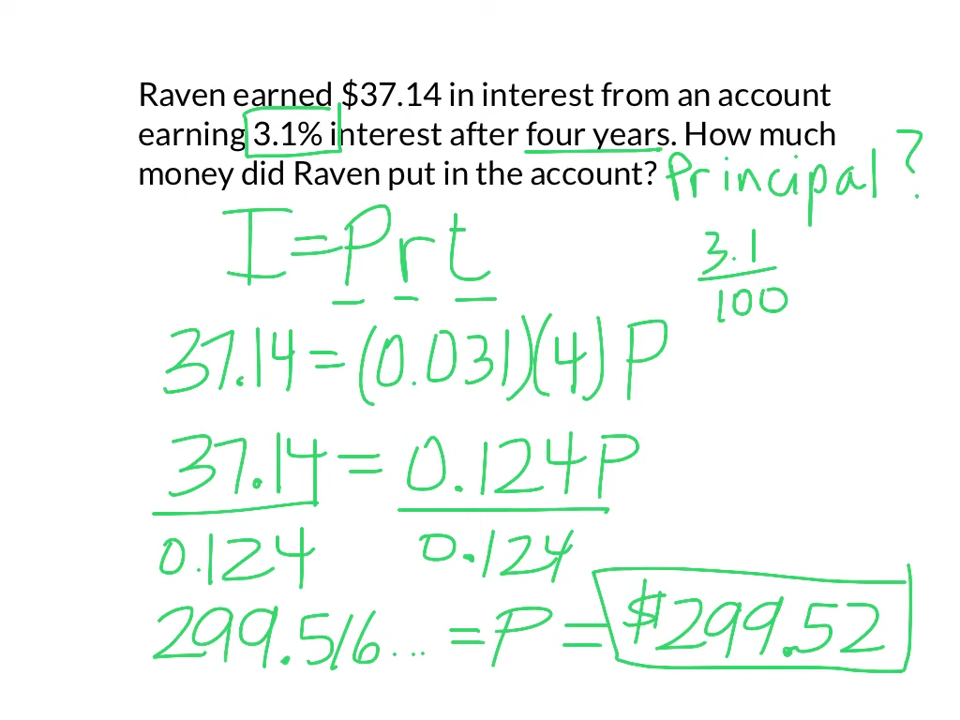 Raven earned $37.14 in interest from an account
earning 3.1% interest after four years. How much
money did Raven put in the account? Principal?
I = Prt
3.1
100
37.14 = (0.031)(4) P
37.14 = 0.124P
0.124 0.124
299.516... = P = $299.52